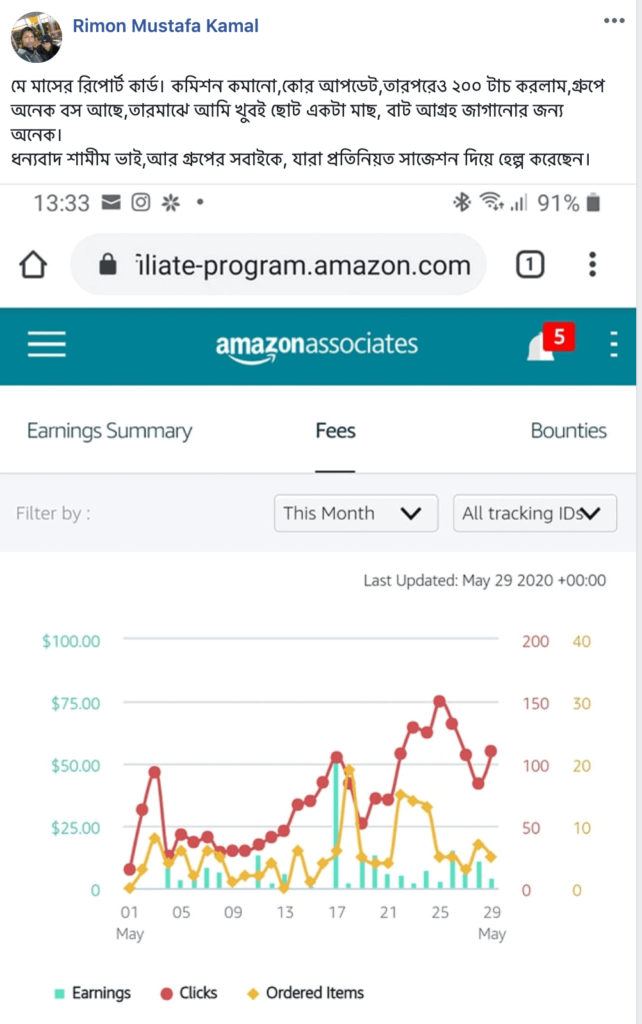 Rimon Mustafa Kamal
মে মাসের রিপোর্ট কার্ড। কমিশন কমানো,কোর আপডেট,তারপরেও ২০০ টাচ করলাম,গ্রুপে
অনেক বস আছে,তারমাঝে আমি খুবই ছোট একটা মাছ, বাট আগ্রহ জাগানোর জন্য
অনেক।
ধন্যবাদ শামীম ভাই,আর গ্রুপের সবাইকে, যারা প্রতিনিয়ত সাজেশন দিয়ে হেল্প করেছেন।
13:33 91%
iliate-program.amazon.com 1
amazonassociates 5
Earnings Summary Fees Bounties
Filter by : This Month All tracking IDs
Last Updated: May 29 2020 +00:00
$100.00 200 40
$75.00 150 30
$50.00 100 20
$25.00 50 10
0 0 0
01 05 09 13 17 21 25 29
May May
Earnings Clicks Ordered Items